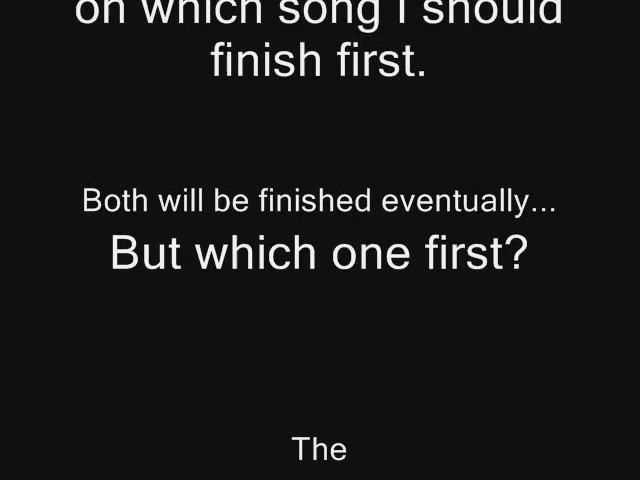 on which song I should
finish first.
Both will be finished eventually...
But which one first?
The